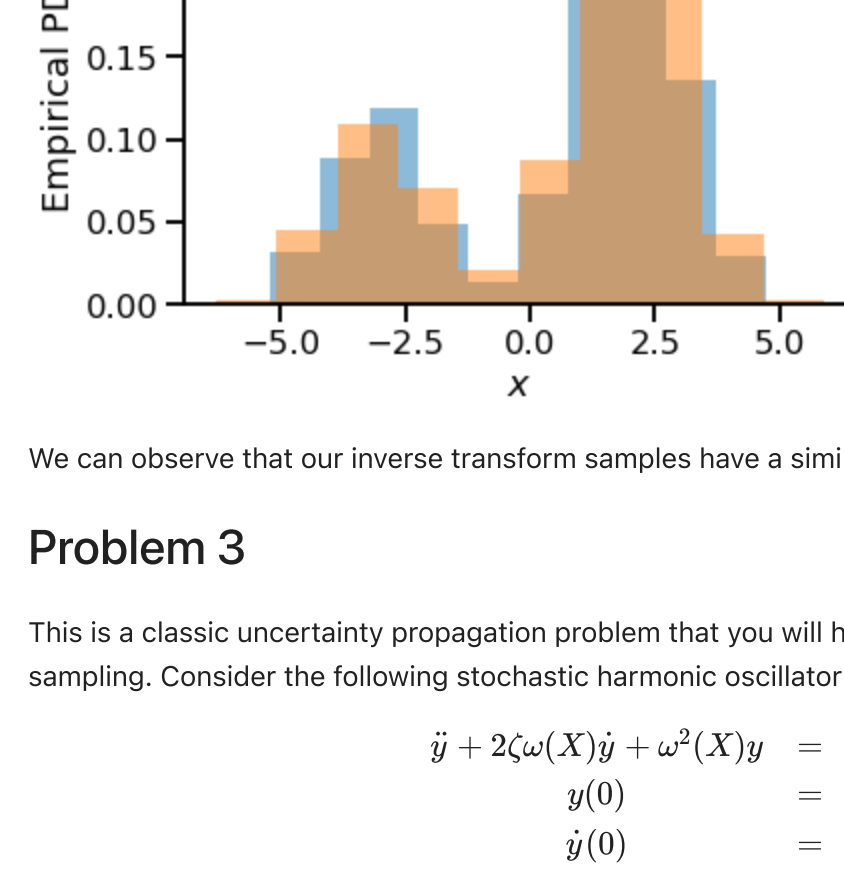 Empirical PD
0.15
0.10
0.05
0.00
−5.0 −2.5 0.0 2.5 5.0
x
We can observe that our inverse transform samples have a simi
Problem 3
This is a classic uncertainty propagation problem that you will h
sampling. Consider the following stochastic harmonic oscillator
ÿ + 2ζω(X)ẏ + ω²(X)y =
y(0) =
ẏ(0) =